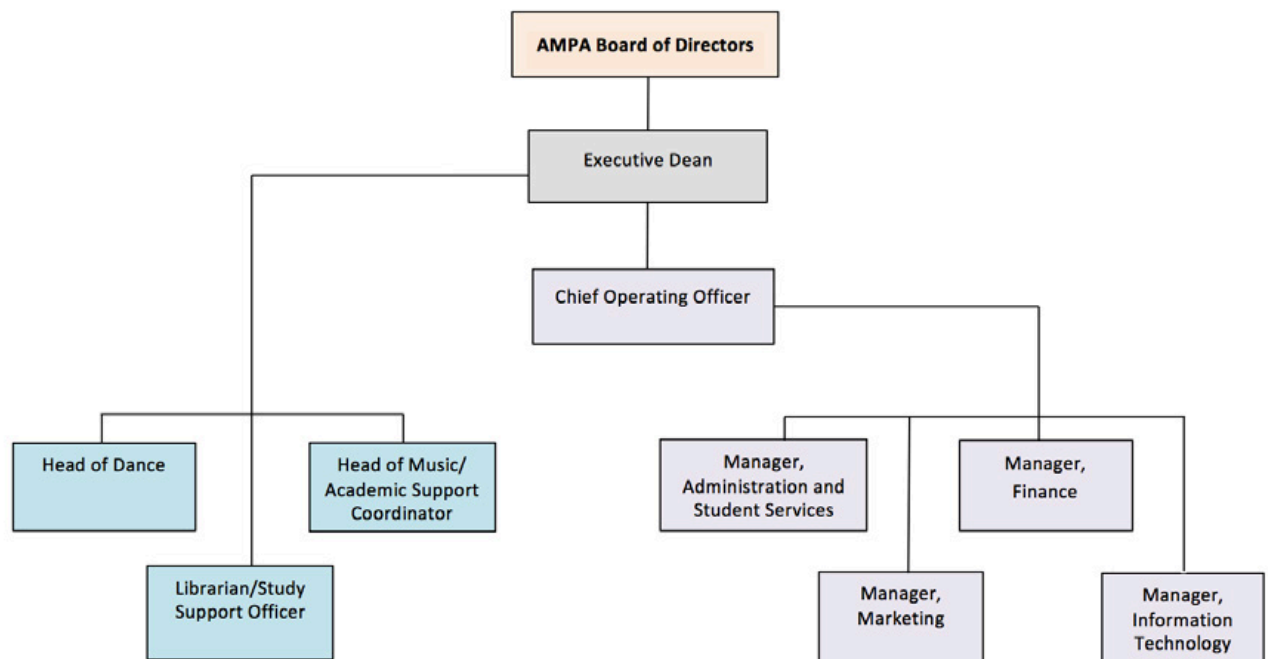 AMPA Board of Directors
Executive Dean
Chief Operating Officer
Head of Dance
Head of Music/
Academic Support
Coordinator
Librarian/Study
Support Officer
Manager,
Administration and
Student Services
Manager,
Finance
Manager,
Marketing
Manager,
Information
Technology